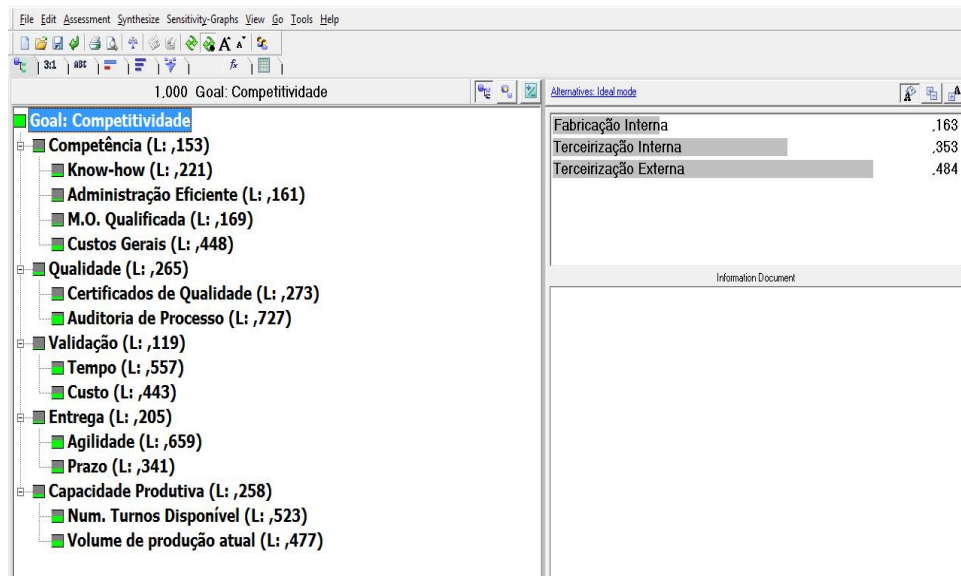 File Edit Assessment Synthesize Sensitivity-Graphs View Go Tools Help
A A
3:1 ABC fx
1,000 Goal: Competitividade
Alternatives: Ideal mode
A A
Goal: Competitividade
Competência (L: ,153)
Know-how (L: ,221)
Administração Eficiente (L: ,161)
M.O. Qualificada (L: ,169)
Custos Gerais (L: ,448)
Qualidade (L: ,265)
Certificados de Qualidade (L: ,273)
Auditoria de Processo (L: ,727)
Validação (L: ,119)
Tempo (L: ,557)
Custo (L: ,443)
Entrega (L: ,205)
Agilidade (L: ,659)
Prazo (L: ,341)
Capacidade Produtiva (L: ,258)
Num. Turnos Disponível (L: ,523)
Volume de produção atual (L: ,477)
Fabricação Interna ,163
Terceirização Interna ,353
Terceirização Externa ,484
Information Document